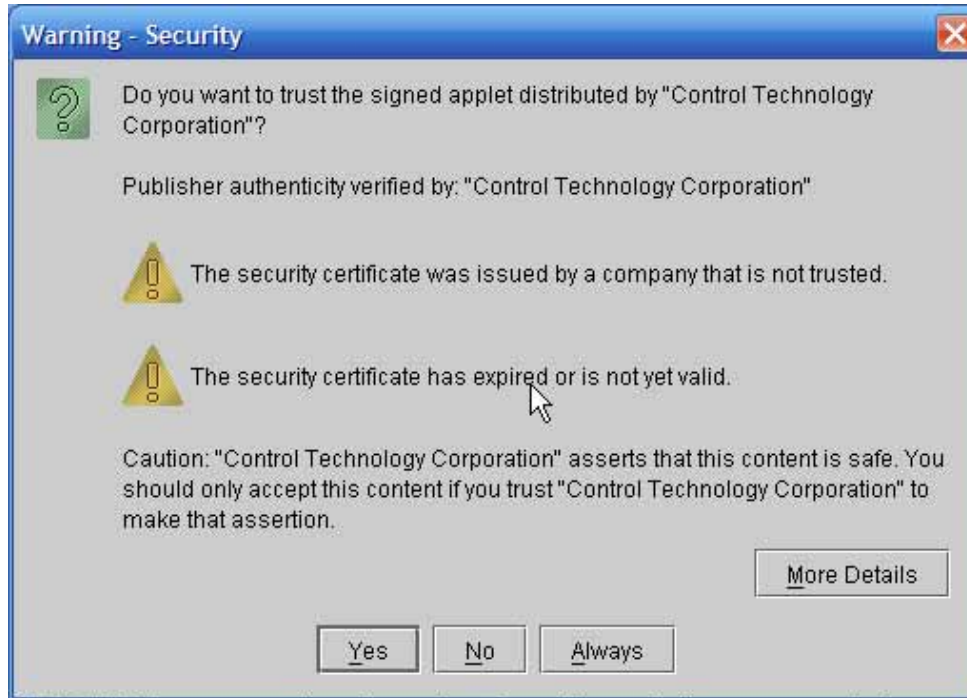 Warning - Security
Do you want to trust the signed applet distributed by "Control Technology
Corporation"?
Publisher authenticity verified by: "Control Technology Corporation"
The security certificate was issued by a company that is not trusted.
The security certificate has expired or is not yet valid.
Caution: "Control Technology Corporation" asserts that this content is safe. You
should only accept this content if you trust "Control Technology Corporation" to
make that assertion.
More Details
Yes No Always